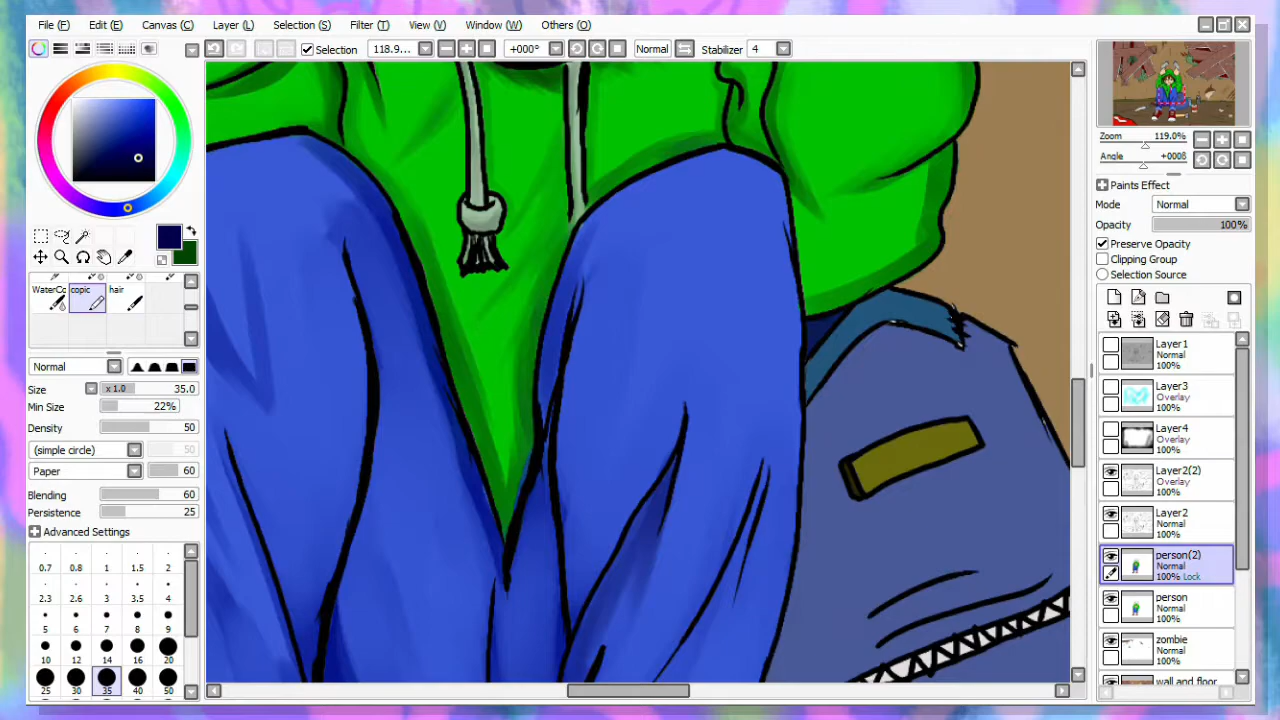 File (F) Edit (E) Canvas (C) Layer (L) Selection (S) Filter (T) View (V) Window (W) Others (O)
Selection 118.9... +000° Normal Stabilizer 4
Zoom 119.0%
Angle +0008
Paints Effect
Mode Normal
Opacity 100%
Preserve Opacity
Clipping Group
Selection Source
WaterCo copic hair
Normal
Size x 1.0 35.0
Min Size 22%
Density 50
(simple circle) 50
Paper 60
Blending 60
Persistence 25
Advanced Settings
0.7 0.8 1 1.5 2
2.3 2.6 3 3.5 4
5 6 7 8 9
10 12 14 16 20
25 30 35 40 50
Layer1
Normal
100%
Layer3
Overlay
100%
Layer4
Overlay
100%
Layer2(2)
Overlay
100%
Layer2
Normal
100%
person(2)
Normal
100% Lock
person
Normal
100%
zombie
Normal
100%
wall and floor